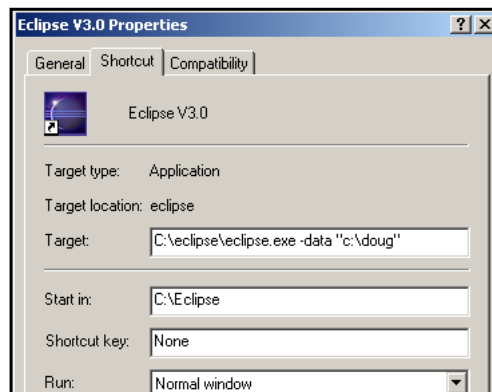 Eclipse V3.0 Properties
General Shortcut Compatibility
Eclipse V3.0
Target type: Application
Target location: eclipse
Target: C:\eclipse\eclipse.exe -data "c:\doug"
Start in: C:\Eclipse
Shortcut key: None
Run: Normal window